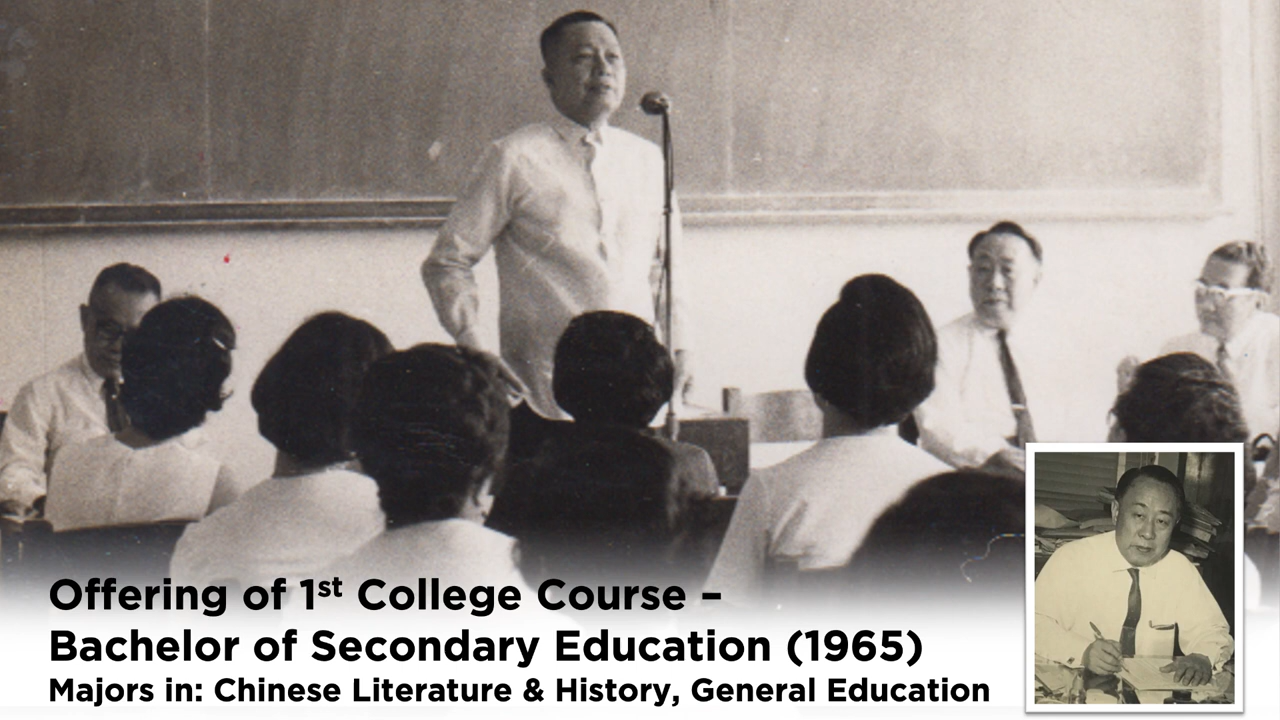 Offering of 1st College Course –
Bachelor of Secondary Education (1965)
Majors in: Chinese Literature & History, General Education